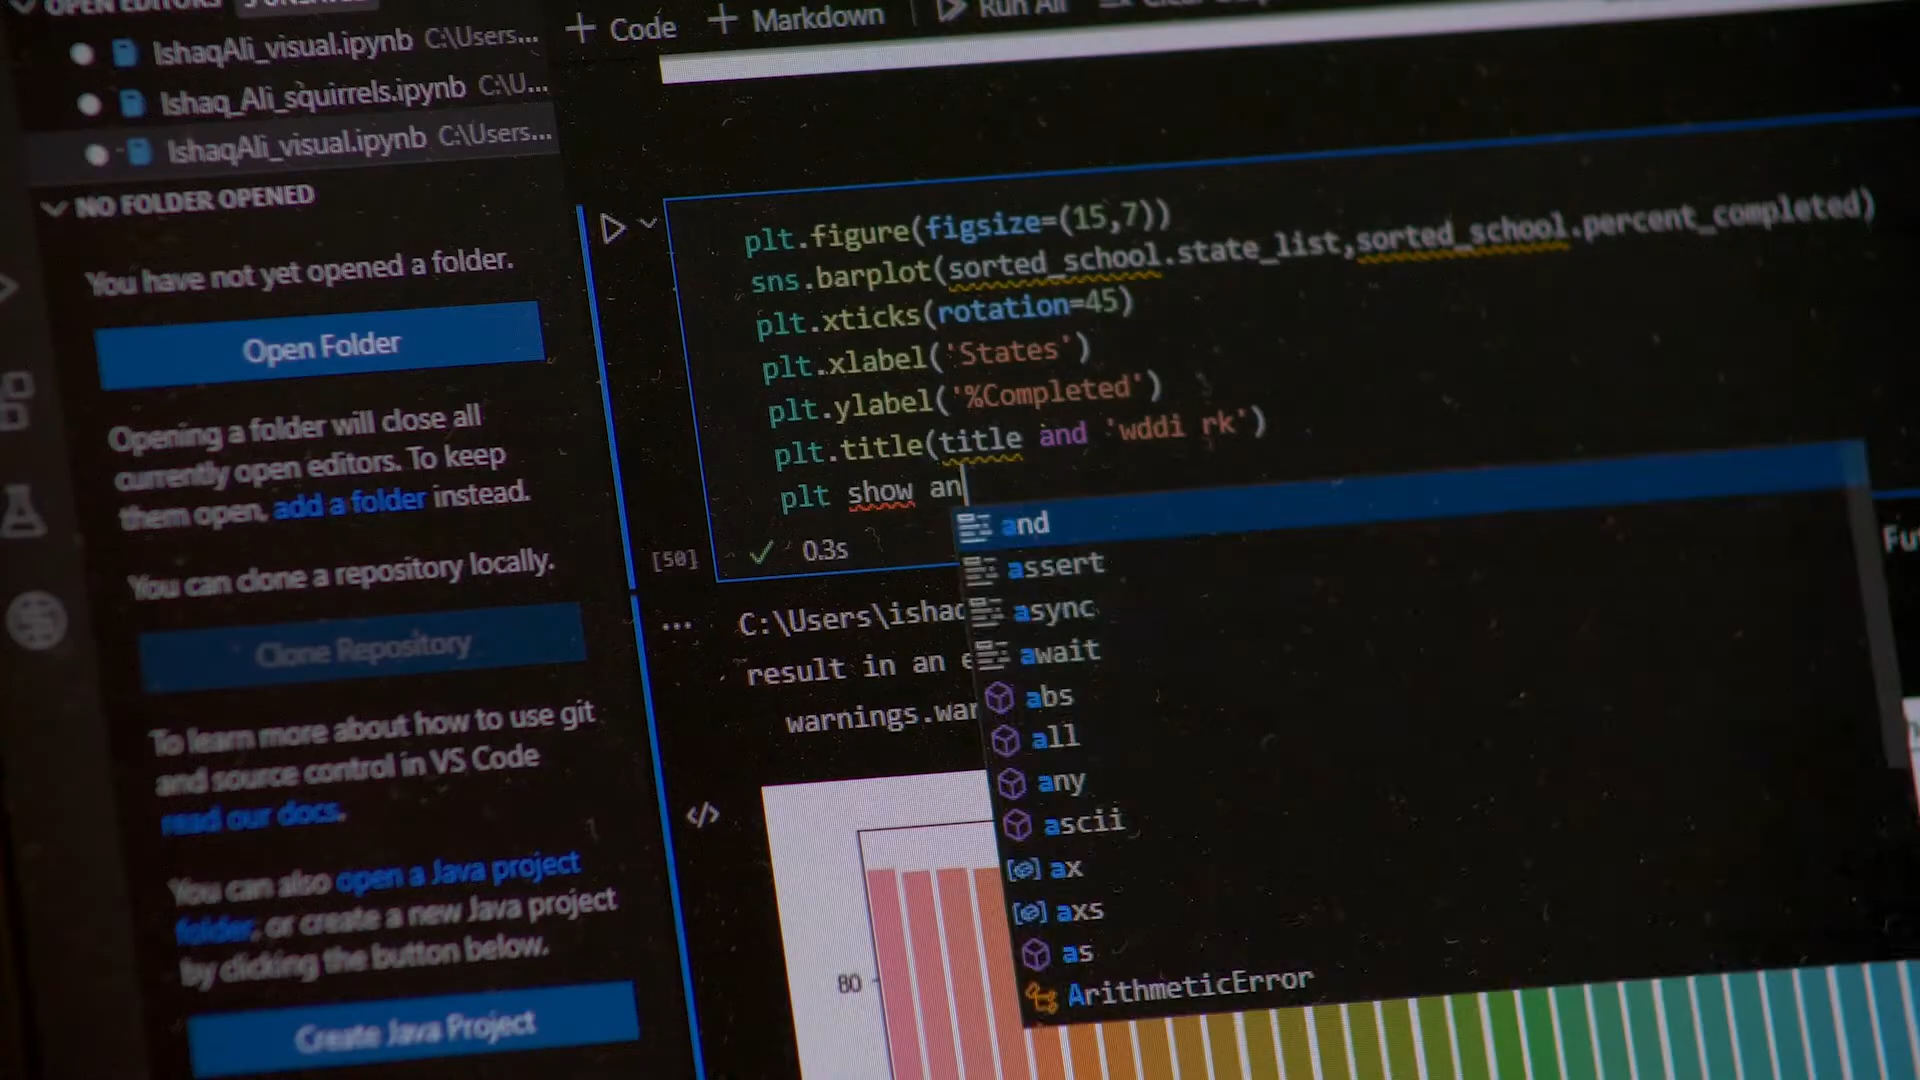 OPEN EDITORS
+ Code + Markdown Run All
IshaqAli_visual.ipynb C:\Users...
Ishaq_Ali_squirrels.ipynb C:\U...
IshaqAli_visual.ipynb C:\Users...
NO FOLDER OPENED
You have not yet opened a folder.
Open Folder
Opening a folder will close all
currently open editors. To keep
them open, add a folder instead.
You can clone a repository locally.
Clone Repository
To learn more about how to use git
and source control in VS Code
read our docs.
You can also open a Java project
folder, or create a new Java project
by clicking the button below.
Create Java Project
plt.figure(figsize=(15,7))
sns.barplot(sorted_school.state_list,sorted_school.percent_completed)
plt.xticks(rotation=45)
plt.xlabel('States')
plt.ylabel('%Completed')
plt.title(title and 'wddi rk')
plt show an
[50] 0.3s
and
assert
async
await
abs
all
any
ascii
ax
axs
as
ArithmeticError
C:\Users\ishaq
result in an e
warnings.war
Fu
80